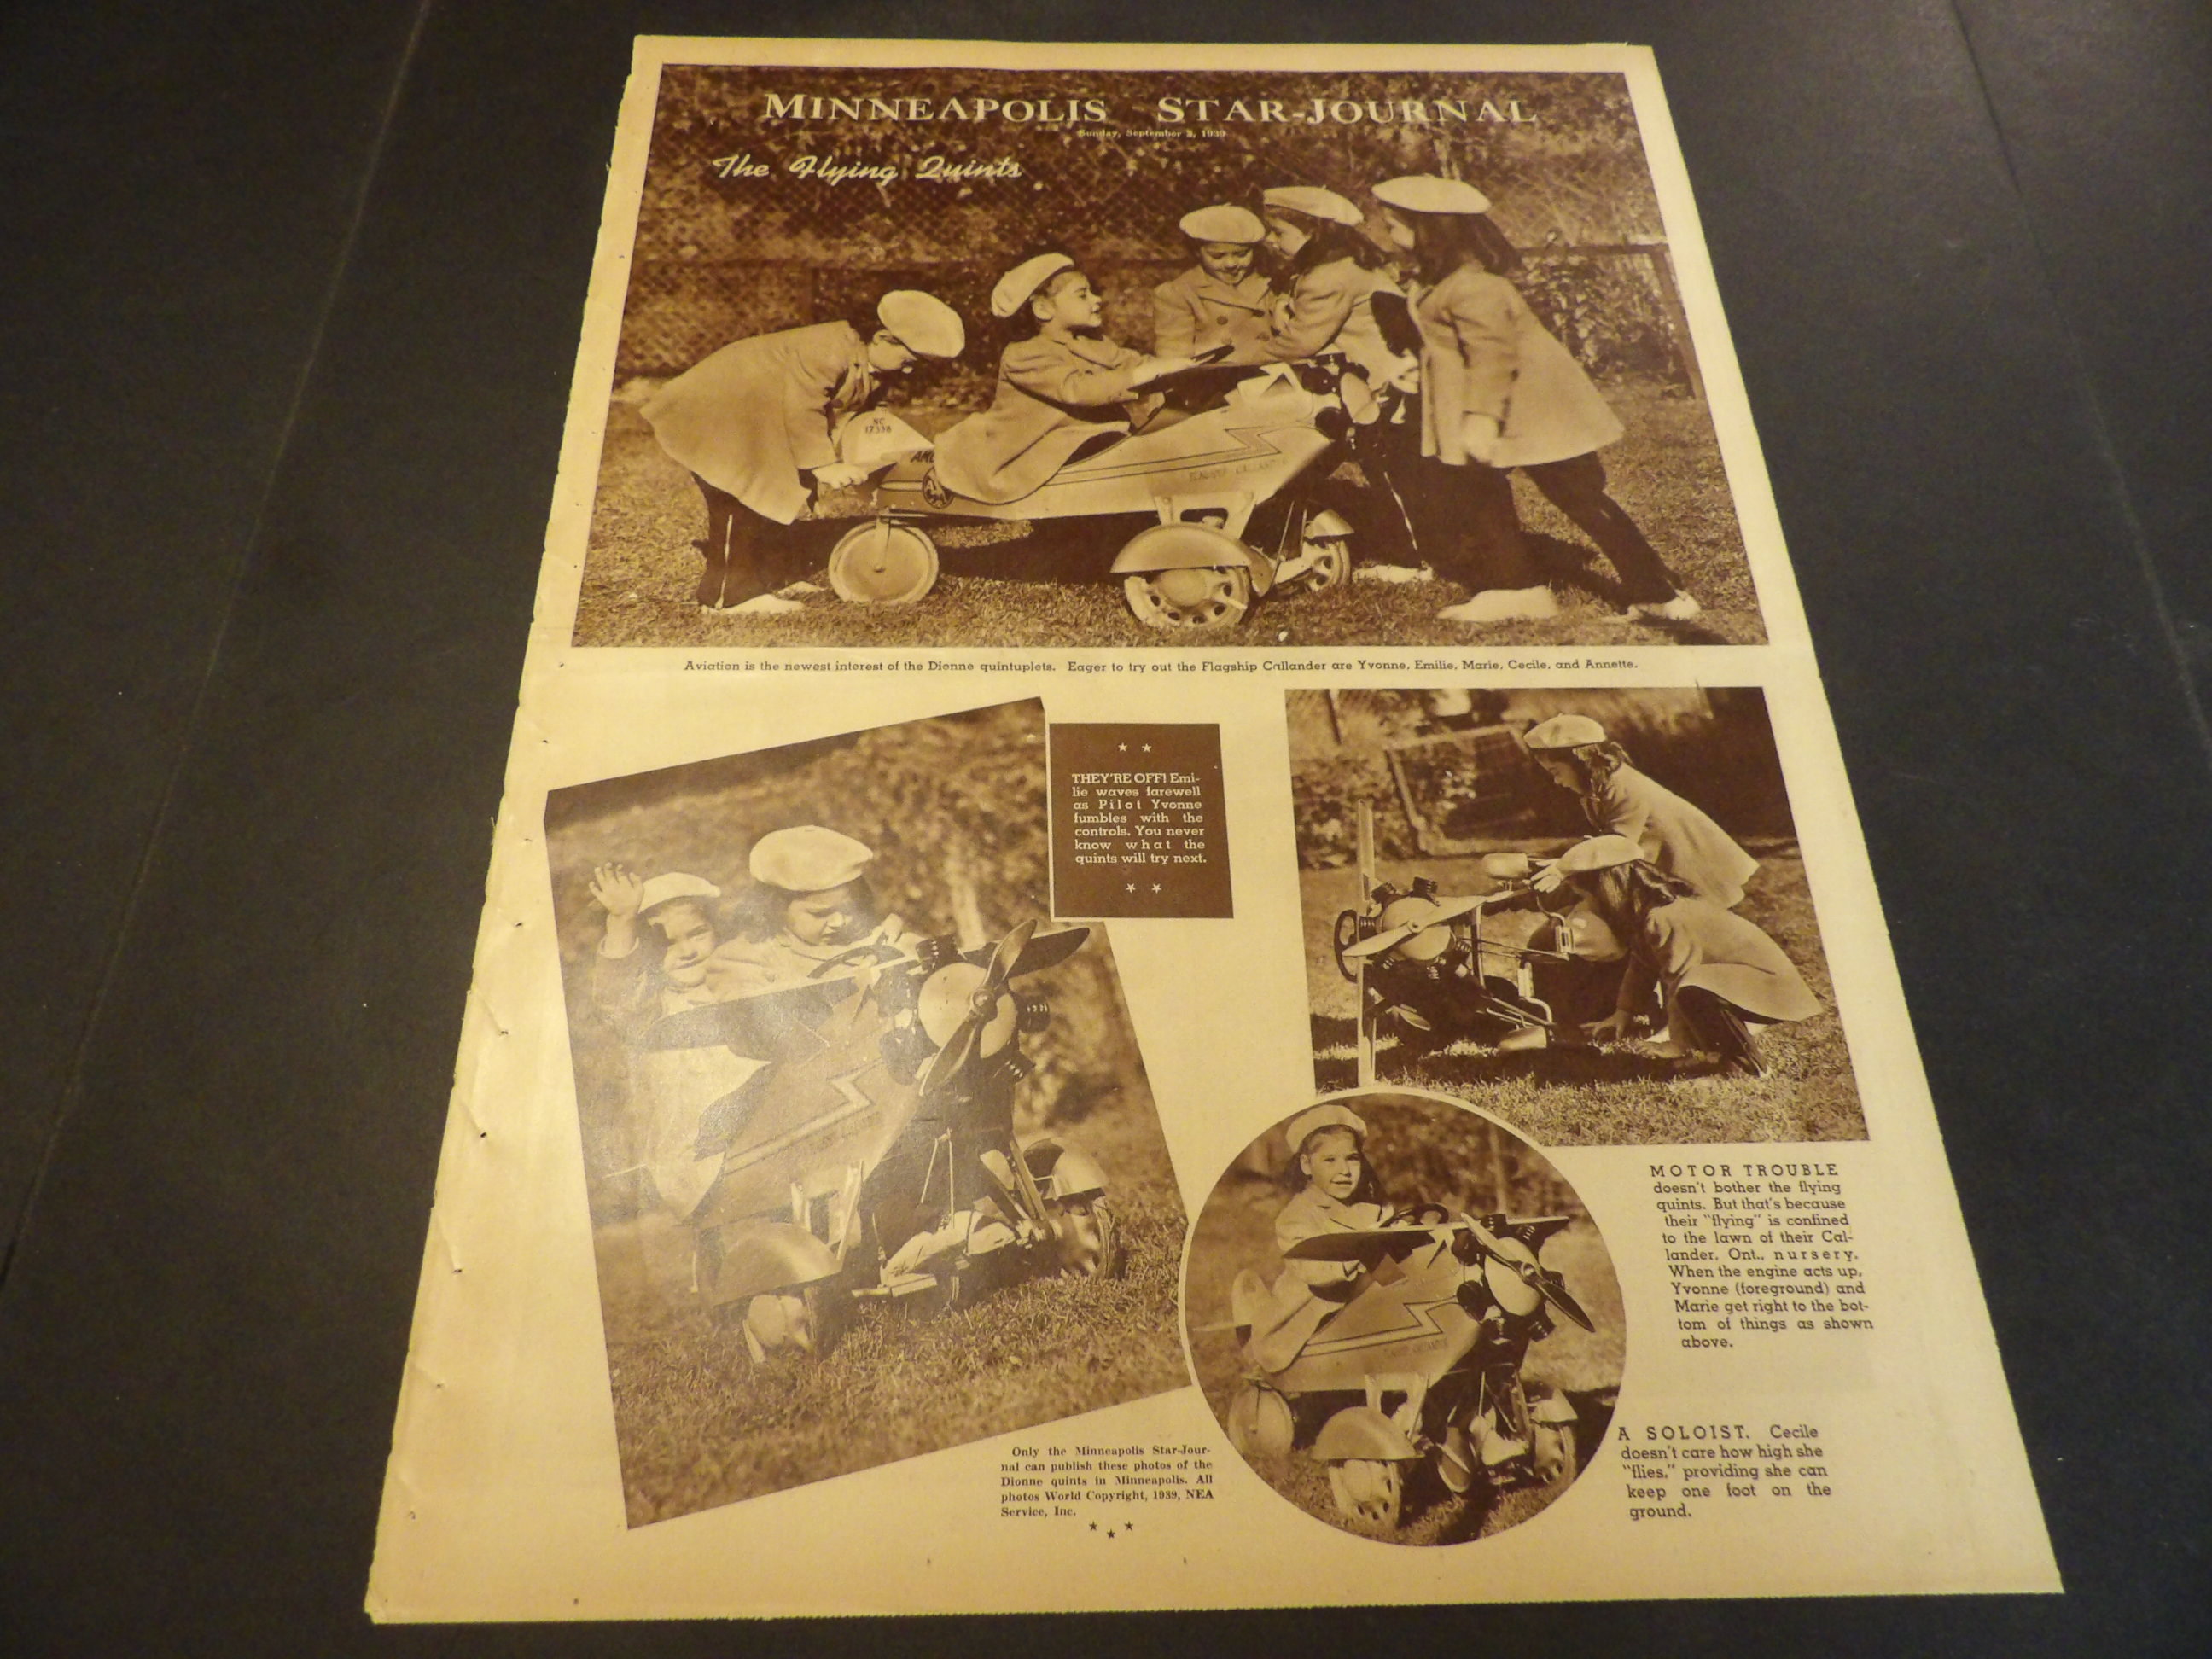 MINNEAPOLIS STAR-JOURNAL
Sunday, September 3, 1939
The Flying Quints
NC
17338
Aviation is the newest interest of the Dionne quintuplets. Eager to try out the Flagship Callander are Yvonne, Emilie, Marie, Cecile, and Annette.
THEY'RE OFF! Emi-
lie waves farewell
as Pilot Yvonne
fumbles with the
controls. You never
know what the
quints will try next.
MOTOR TROUBLE
doesn't bother the flying
quints. But that's because
their "flying" is confined
to the lawn of their Cal-
lander, Ont., nursery.
When the engine acts up,
Yvonne (foreground) and
Marie get right to the bot-
tom of things as shown
above.
A SOLOIST. Cecile
doesn't care how high she
"flies," providing she can
keep one foot on the
ground.
Only the Minneapolis Star-Jour-
nal can publish these photos of the
Dionne quints in Minneapolis. All
photos World Copyright, 1939, NEA
Service, Inc.